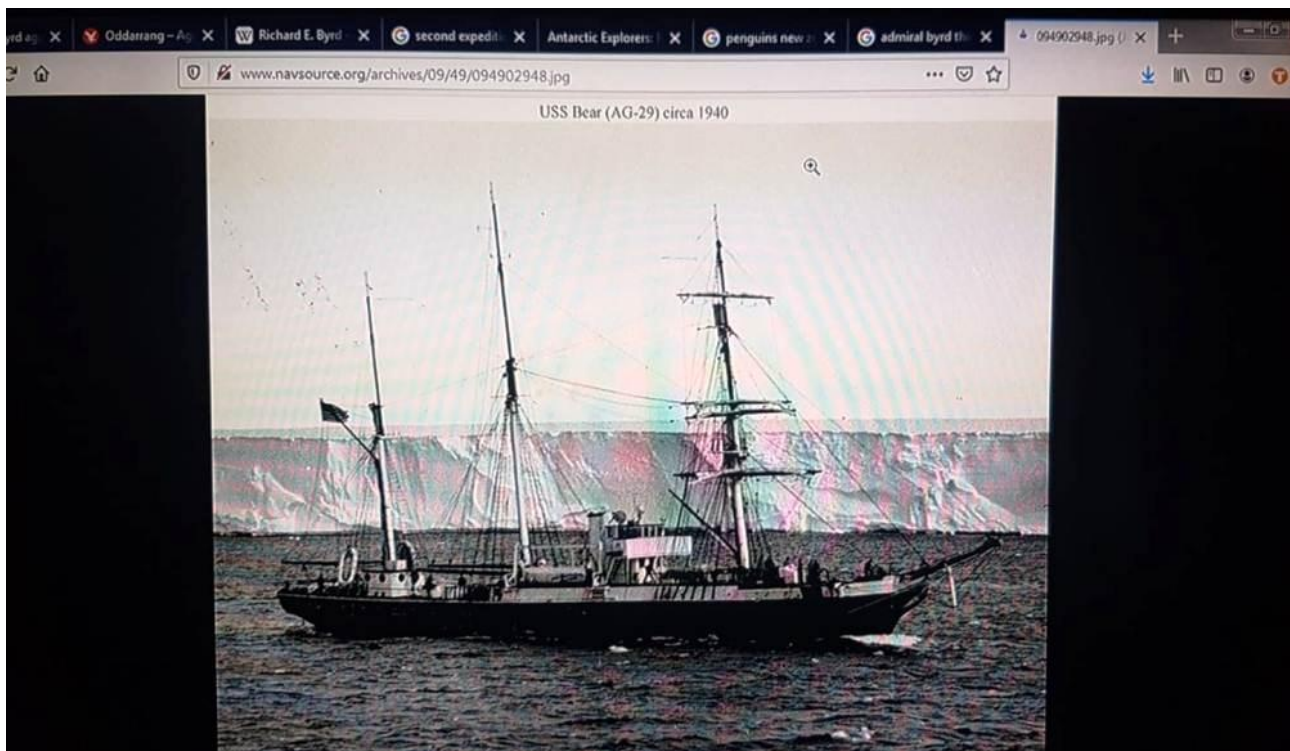 Oddarrang – A
Richard E. Byrd
second expediti
Antarctic Explorers:
penguins new
admiral byrd th
094902948.jpg (
www.navsource.org/archives/09/49/094902948.jpg
USS Bear (AG-29) circa 1940